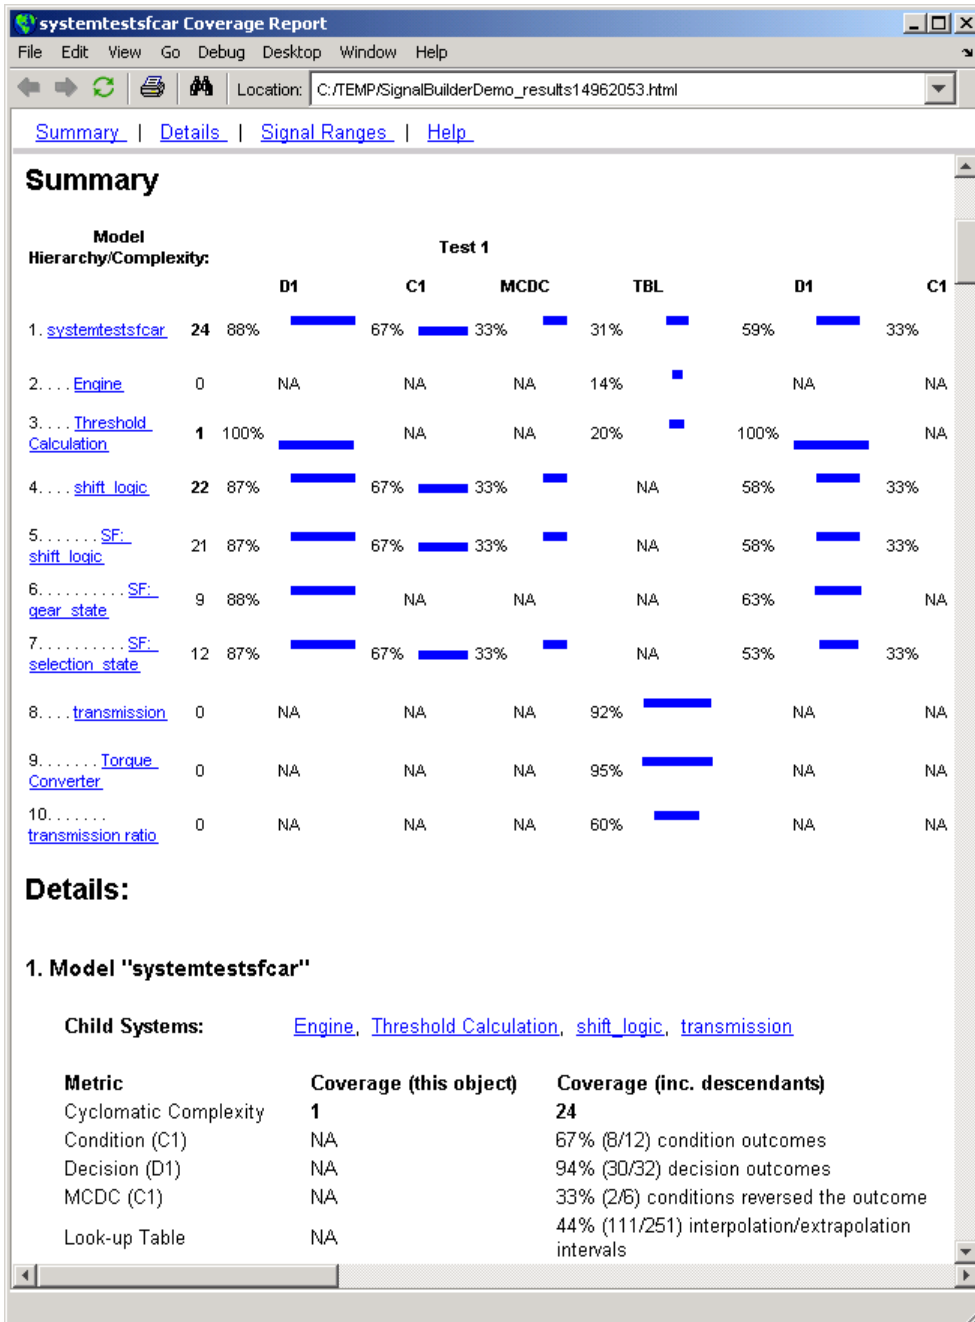 systemtestsfcar Coverage Report
File Edit View Go Debug Desktop Window Help
Location: C:/TEMP/SignalBuilderDemo_results14962053.html
Summary | Details | Signal Ranges | Help
Summary
Model
Hierarchy/Complexity: Test 1
D1 C1 MCDC TBL D1 C1
1. systemtestsfcar 24 88% 67% 33% 31% 59% 33%
2. . . . Engine 0 NA NA NA 14% NA NA
3. . . . Threshold
Calculation 1 100% NA NA 20% 100% NA
4. . . . shift_logic 22 87% 67% 33% NA 58% 33%
5. . . . . . . SF:
shift_logic 21 87% 67% 33% NA 58% 33%
6. . . . . . . . . . SF:
gear_state 9 88% NA NA NA 63% NA
7. . . . . . . . . . SF:
selection_state 12 87% 67% 33% NA 53% 33%
8. . . . transmission 0 NA NA NA 92% NA NA
9. . . . . . . Torque
Converter 0 NA NA NA 95% NA NA
10. . . . . . .
transmission ratio 0 NA NA NA 60% NA NA
Details:
1. Model "systemtestsfcar"
Child Systems: Engine, Threshold Calculation, shift_logic, transmission
Metric Coverage (this object) Coverage (inc. descendants)
Cyclomatic Complexity 1 24
Condition (C1) NA 67% (8/12) condition outcomes
Decision (D1) NA 94% (30/32) decision outcomes
MCDC (C1) NA 33% (2/6) conditions reversed the outcome
Look-up Table NA 44% (111/251) interpolation/extrapolation
intervals